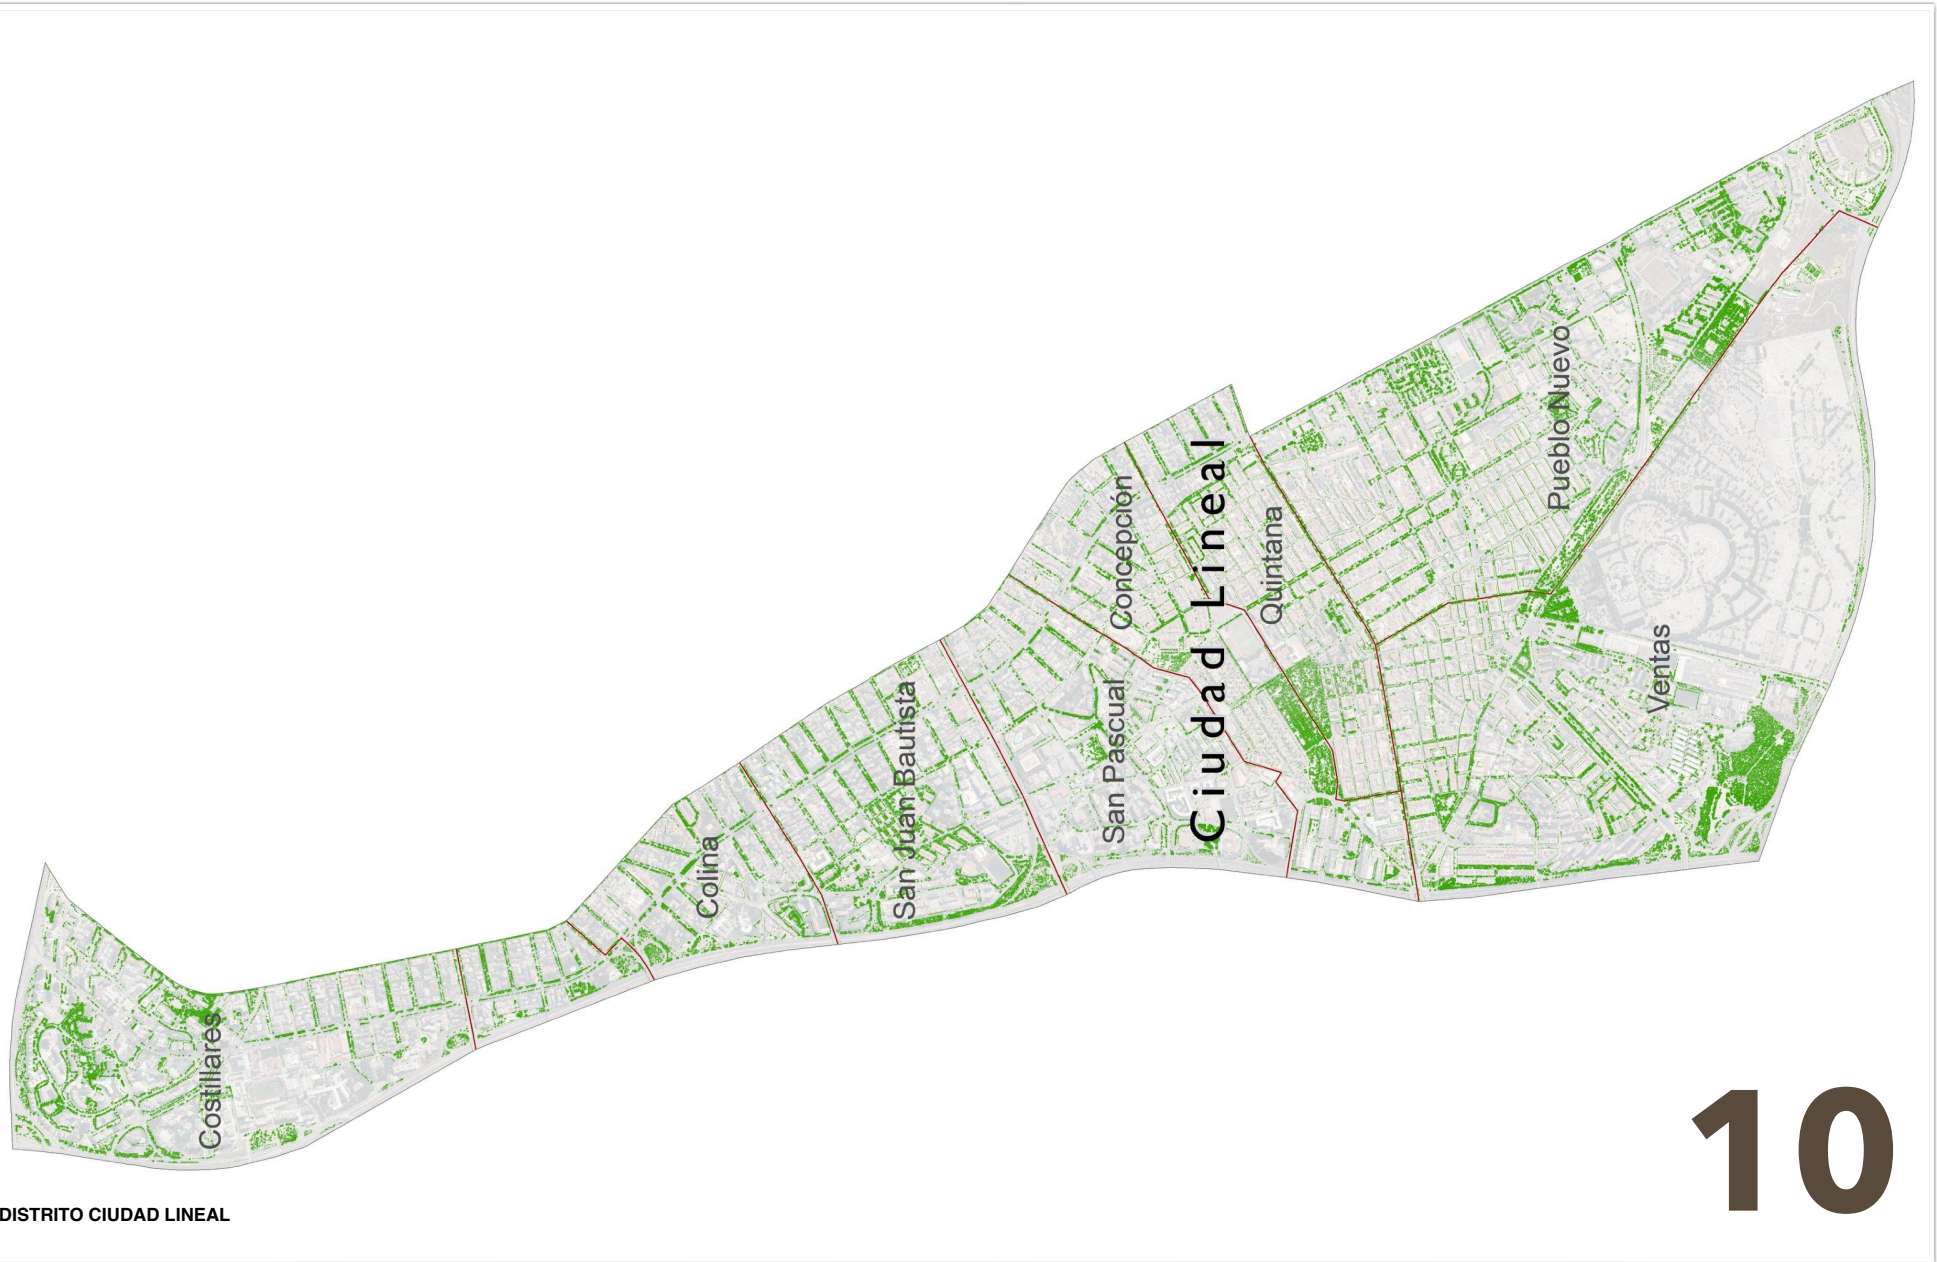 Pueblo Nuevo
Concepción
Ciudad Lineal
Quintana
Ventas
San Pascual
San Juan Bautista
Colina
Costillares
10
DISTRITO CIUDAD LINEAL